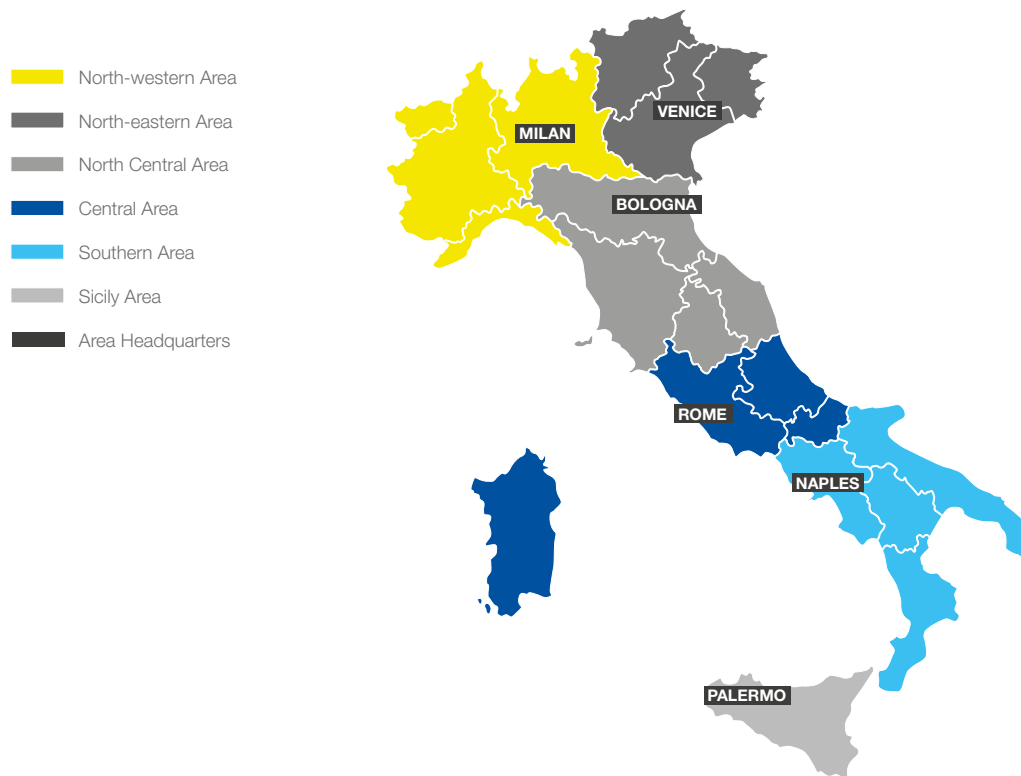 North-western Area
North-eastern Area
North Central Area
Central Area
Southern Area
Sicily Area
Area Headquarters
VENICE
MILAN
BOLOGNA
ROME
NAPLES
PALERMO